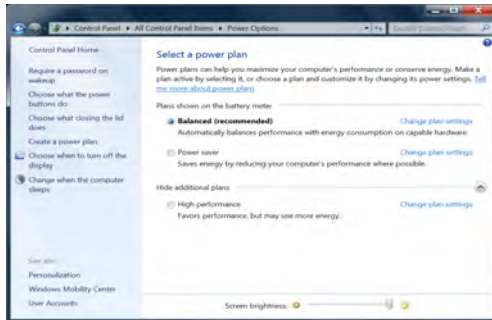 Control Panel ▸ All Control Panel Items ▸ Power Options
Search Control Panel
Control Panel Home
Require a password on
wakeup
Choose what the power
buttons do
Choose what closing the lid
does
Create a power plan
Choose when to turn off the
display
Change when the computer
sleeps
See also
Personalization
Windows Mobility Center
User Accounts
Select a power plan
Power plans can help you maximize your computer's performance or conserve energy. Make a
plan active by selecting it, or choose a plan and customize it by changing its power settings. Tell
me more about power plans
Plans shown on the battery meter
Balanced (recommended) Change plan settings
Automatically balances performance with energy consumption on capable hardware.
Power saver Change plan settings
Saves energy by reducing your computer's performance where possible.
Hide additional plans
High performance Change plan settings
Favors performance, but may use more energy.
Screen brightness: